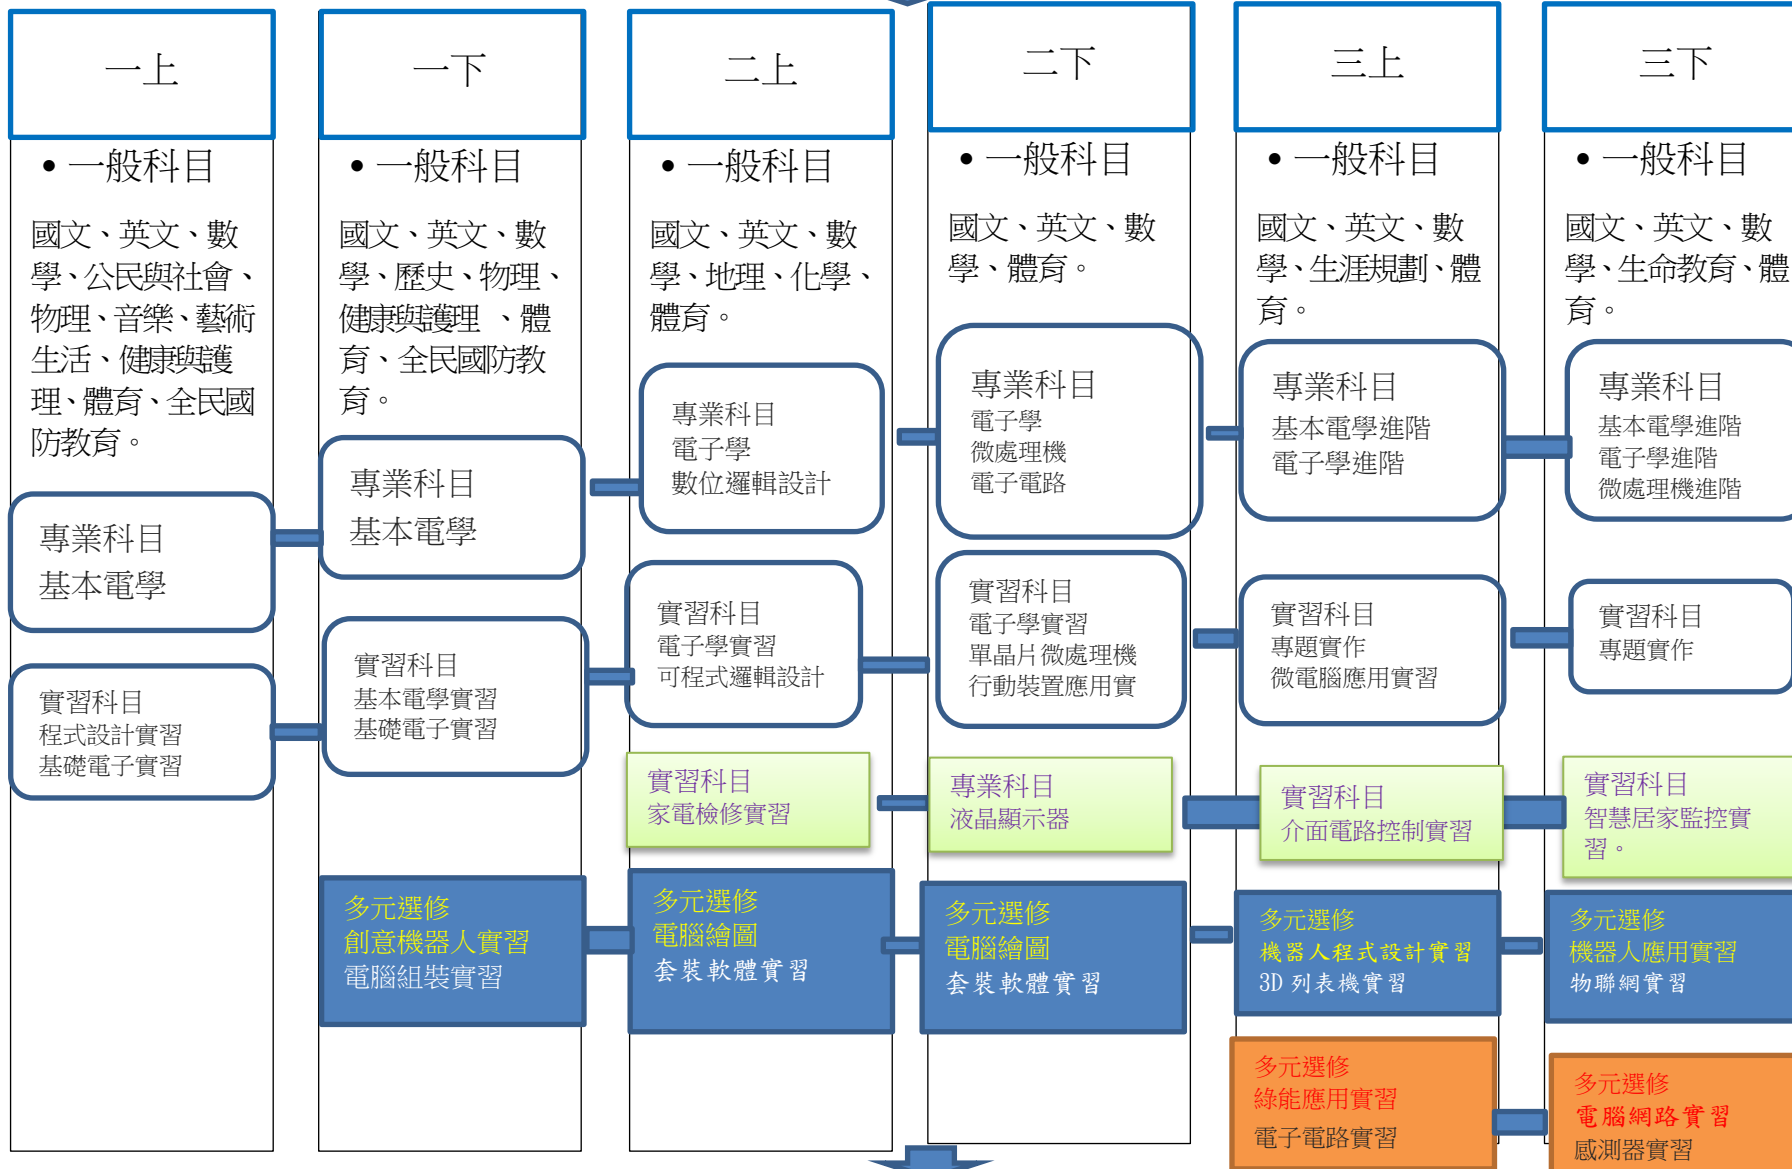 一上
• 一般科目
國文、英文、數
學、公民與社會、
物理、音樂、藝術
生活、健康與護
理、體育、全民國
防教育。
專業科目
基本電學
實習科目
程式設計實習
基礎電子實習
一下
• 一般科目
國文、英文、數
學、歷史、物理、
健康與護理 、體
育、全民國防教
育。
專業科目
基本電學
實習科目
基本電學實習
基礎電子實習
多元選修
創意機器人實習
電腦組裝實習
二上
• 一般科目
國文、英文、數
學、地理、化學、
體育。
專業科目
電子學
數位邏輯設計
實習科目
電子學實習
可程式邏輯設計
實習科目
家電檢修實習
多元選修
電腦繪圖
套裝軟體實習
二下
• 一般科目
國文、英文、數
學、體育。
專業科目
電子學
微處理機
電子電路
實習科目
電子學實習
單晶片微處理機
行動裝置應用實
專業科目
液晶顯示器
多元選修
電腦繪圖
套裝軟體實習
三上
• 一般科目
國文、英文、數
學、生涯規劃、體
育。
專業科目
基本電學進階
電子學進階
實習科目
專題實作
微電腦應用實習
實習科目
介面電路控制實習
多元選修
機器人程式設計實習
3D 列表機實習
多元選修
綠能應用實習
電子電路實習
三下
• 一般科目
國文、英文、數
學、生命教育、體
育。
專業科目
基本電學進階
電子學進階
微處理機進階
實習科目
專題實作
實習科目
智慧居家監控實
習。
多元選修
機器人應用實習
物聯網實習
多元選修
電腦網路實習
感測器實習